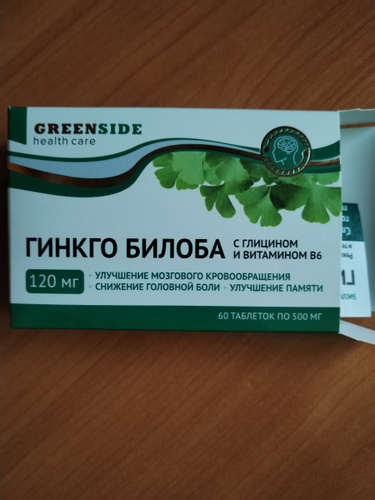 GREENSIDE
health care
ГИНКГО БИЛОБА
С ГЛИЦИНОМ
И ВИТАМИНОМ В6
120 мг
· УЛУЧШЕНИЕ МОЗГОВОГО КРОВООБРАЩЕНИЯ
· СНИЖЕНИЕ ГОЛОВНОЙ БОЛИ · УЛУЧШЕНИЕ ПАМЯТИ
60 ТАБЛЕТОК ПО 500 МГ